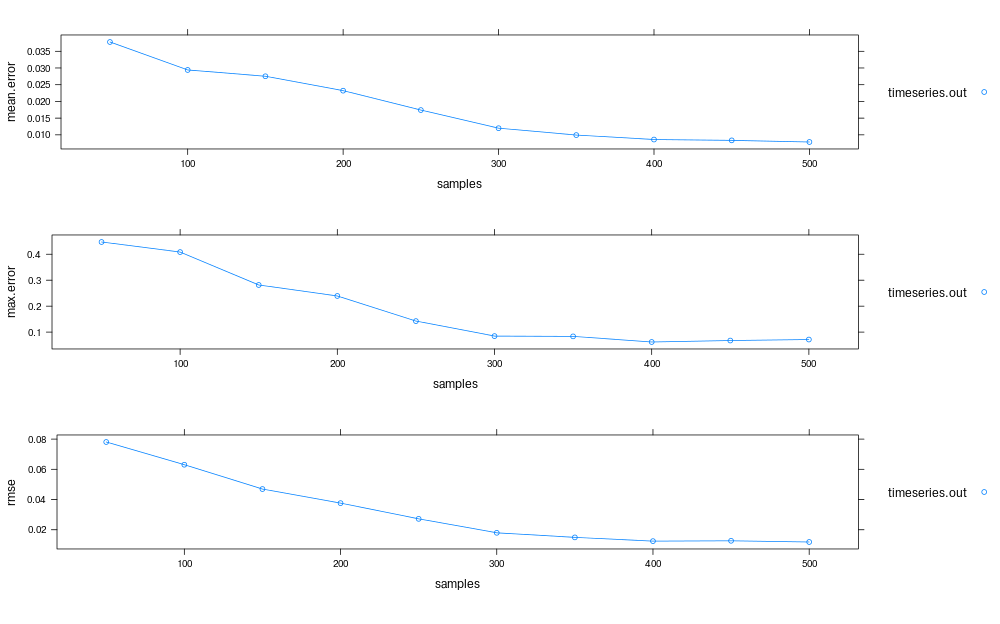 mean.error
0.035
0.030
0.025
0.020
0.015
0.010
100 200 300 400 500
samples
timeseries.out
max.error
0.4
0.3
0.2
0.1
100 200 300 400 500
samples
timeseries.out
rmse
0.08
0.06
0.04
0.02
100 200 300 400 500
samples
timeseries.out